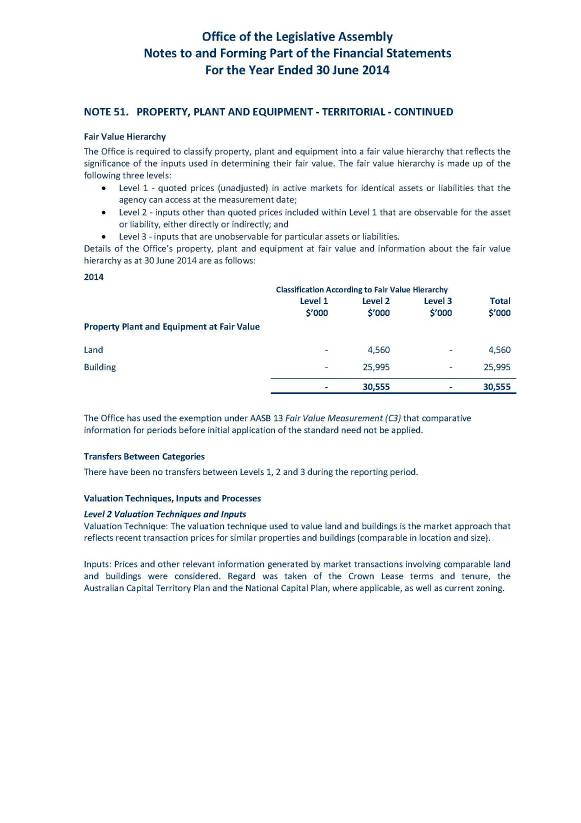 Office of the Legislative Assembly
Notes to and Forming Part of the Financial Statements
For the Year Ended 30 June 2014
NOTE 51. PROPERTY, PLANT AND EQUIPMENT - TERRITORIAL - CONTINUED
Fair Value Hierarchy
The Office is required to classify property, plant and equipment into a fair value hierarchy that reflects the
significance of the inputs used in determining their fair value. The fair value hierarchy is made up of the
following three levels:
• Level 1 - quoted prices (unadjusted) in active markets for identical assets or liabilities that the
agency can access at the measurement date;
• Level 2 - inputs other than quoted prices included within Level 1 that are observable for the asset
or liability, either directly or indirectly; and
• Level 3 - inputs that are unobservable for particular assets or liabilities.
Details of the Office's property, plant and equipment at fair value and information about the fair value
hierarchy as at 30 June 2014 are as follows:
2014
Classification According to Fair Value Hierarchy
Level 1 Level 2 Level 3 Total
$'000 $'000 $'000 $'000
Property Plant and Equipment at Fair Value
Land - 4,560 - 4,560
Building - 25,995 - 25,995
- 30,555 - 30,555
The Office has used the exemption under AASB 13 Fair Value Measurement (C3) that comparative
information for periods before initial application of the standard need not be applied.
Transfers Between Categories
There have been no transfers between Levels 1, 2 and 3 during the reporting period.
Valuation Techniques, Inputs and Processes
Level 2 Valuation Techniques and Inputs
Valuation Technique: The valuation technique used to value land and buildings is the market approach that
reflects recent transaction prices for similar properties and buildings (comparable in location and size).
Inputs: Prices and other relevant information generated by market transactions involving comparable land
and buildings were considered. Regard was taken of the Crown Lease terms and tenure, the
Australian Capital Territory Plan and the National Capital Plan, where applicable, as well as current zoning.